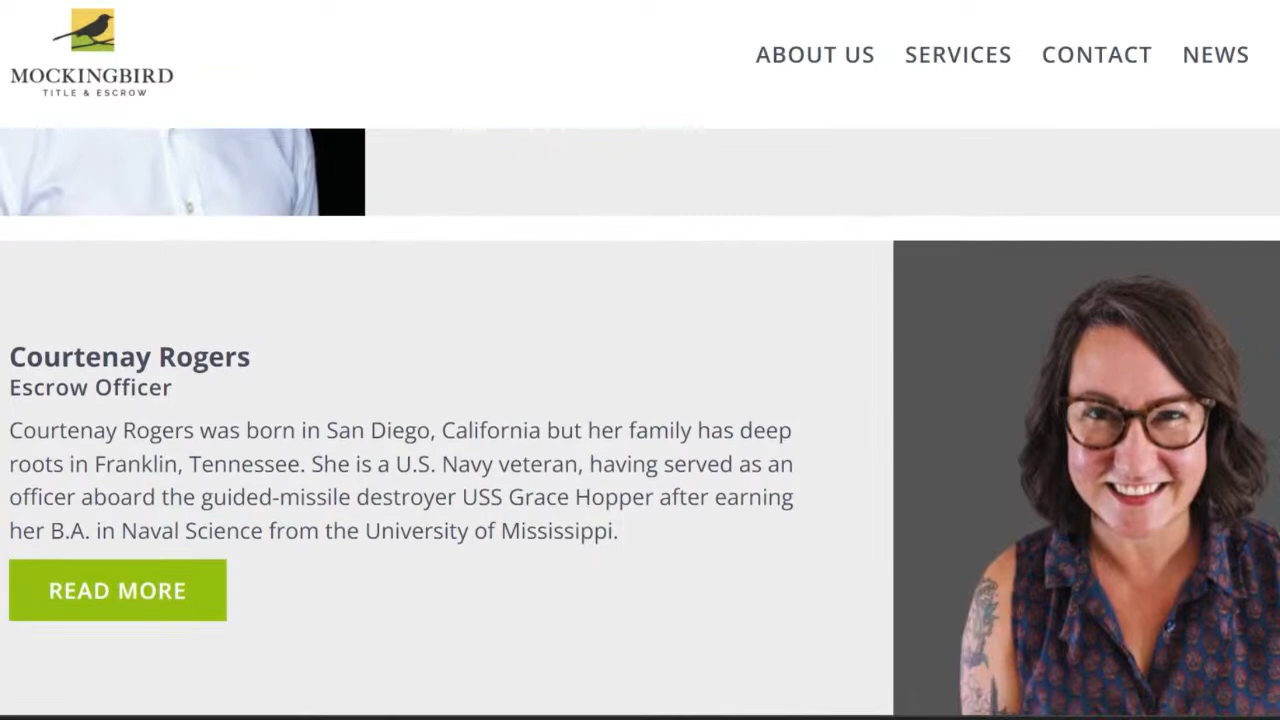 MOCKINGBIRD
TITLE & ESCROW
ABOUT US SERVICES CONTACT NEWS
Courtenay Rogers
Escrow Officer
Courtenay Rogers was born in San Diego, California but her family has deep
roots in Franklin, Tennessee. She is a U.S. Navy veteran, having served as an
officer aboard the guided-missile destroyer USS Grace Hopper after earning
her B.A. in Naval Science from the University of Mississippi.
READ MORE